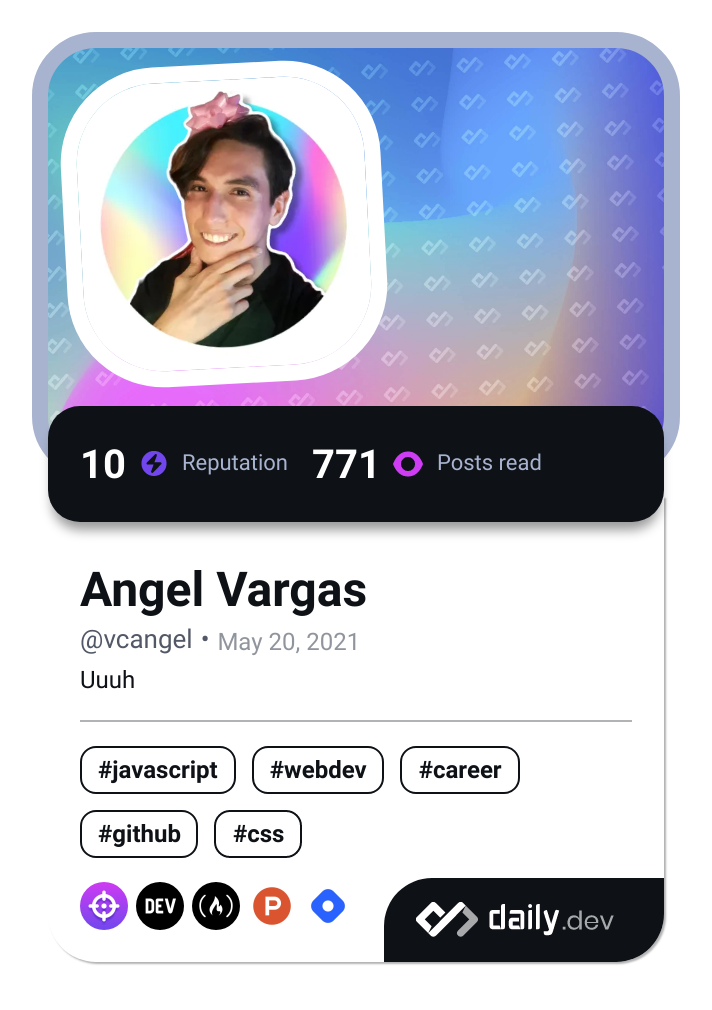 10 Reputation 771 Posts read
Angel Vargas
@vcangel • May 20, 2021
Uuuh
#javascript #webdev #career
#github #css
DEV P daily.dev